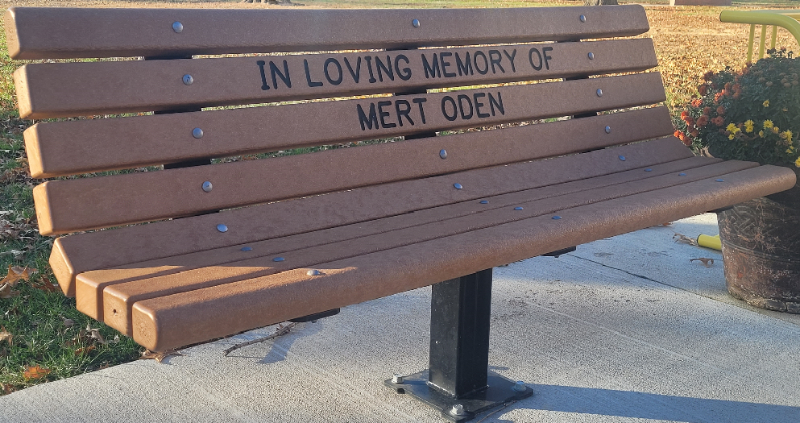 IN LOVING MEMORY OF
MERT ODEN